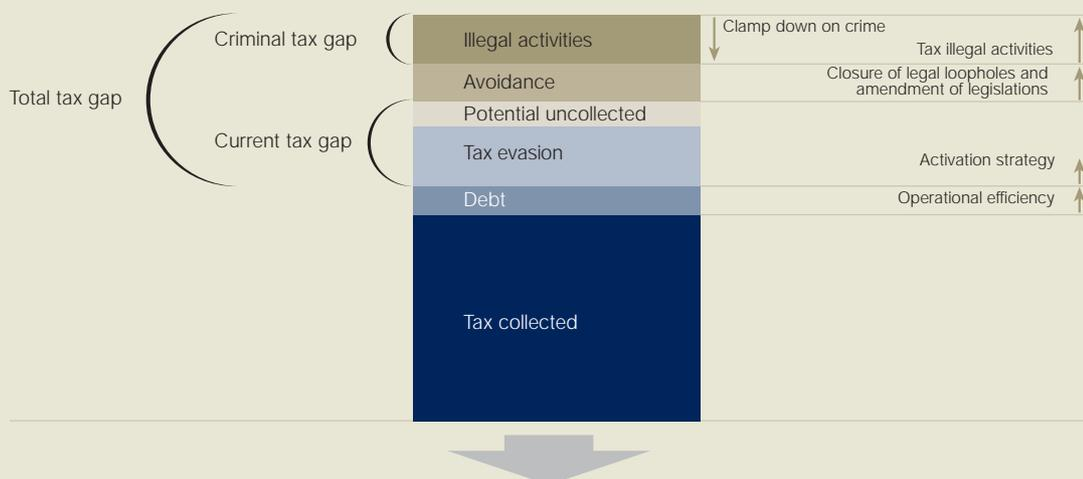 Total tax gap
Criminal tax gap
Current tax gap
Illegal activities
Avoidance
Potential uncollected
Tax evasion
Debt
Tax collected
Clamp down on crime
Tax illegal activities
Closure of legal loopholes and
amendment of legislations
Activation strategy
Operational efficiency